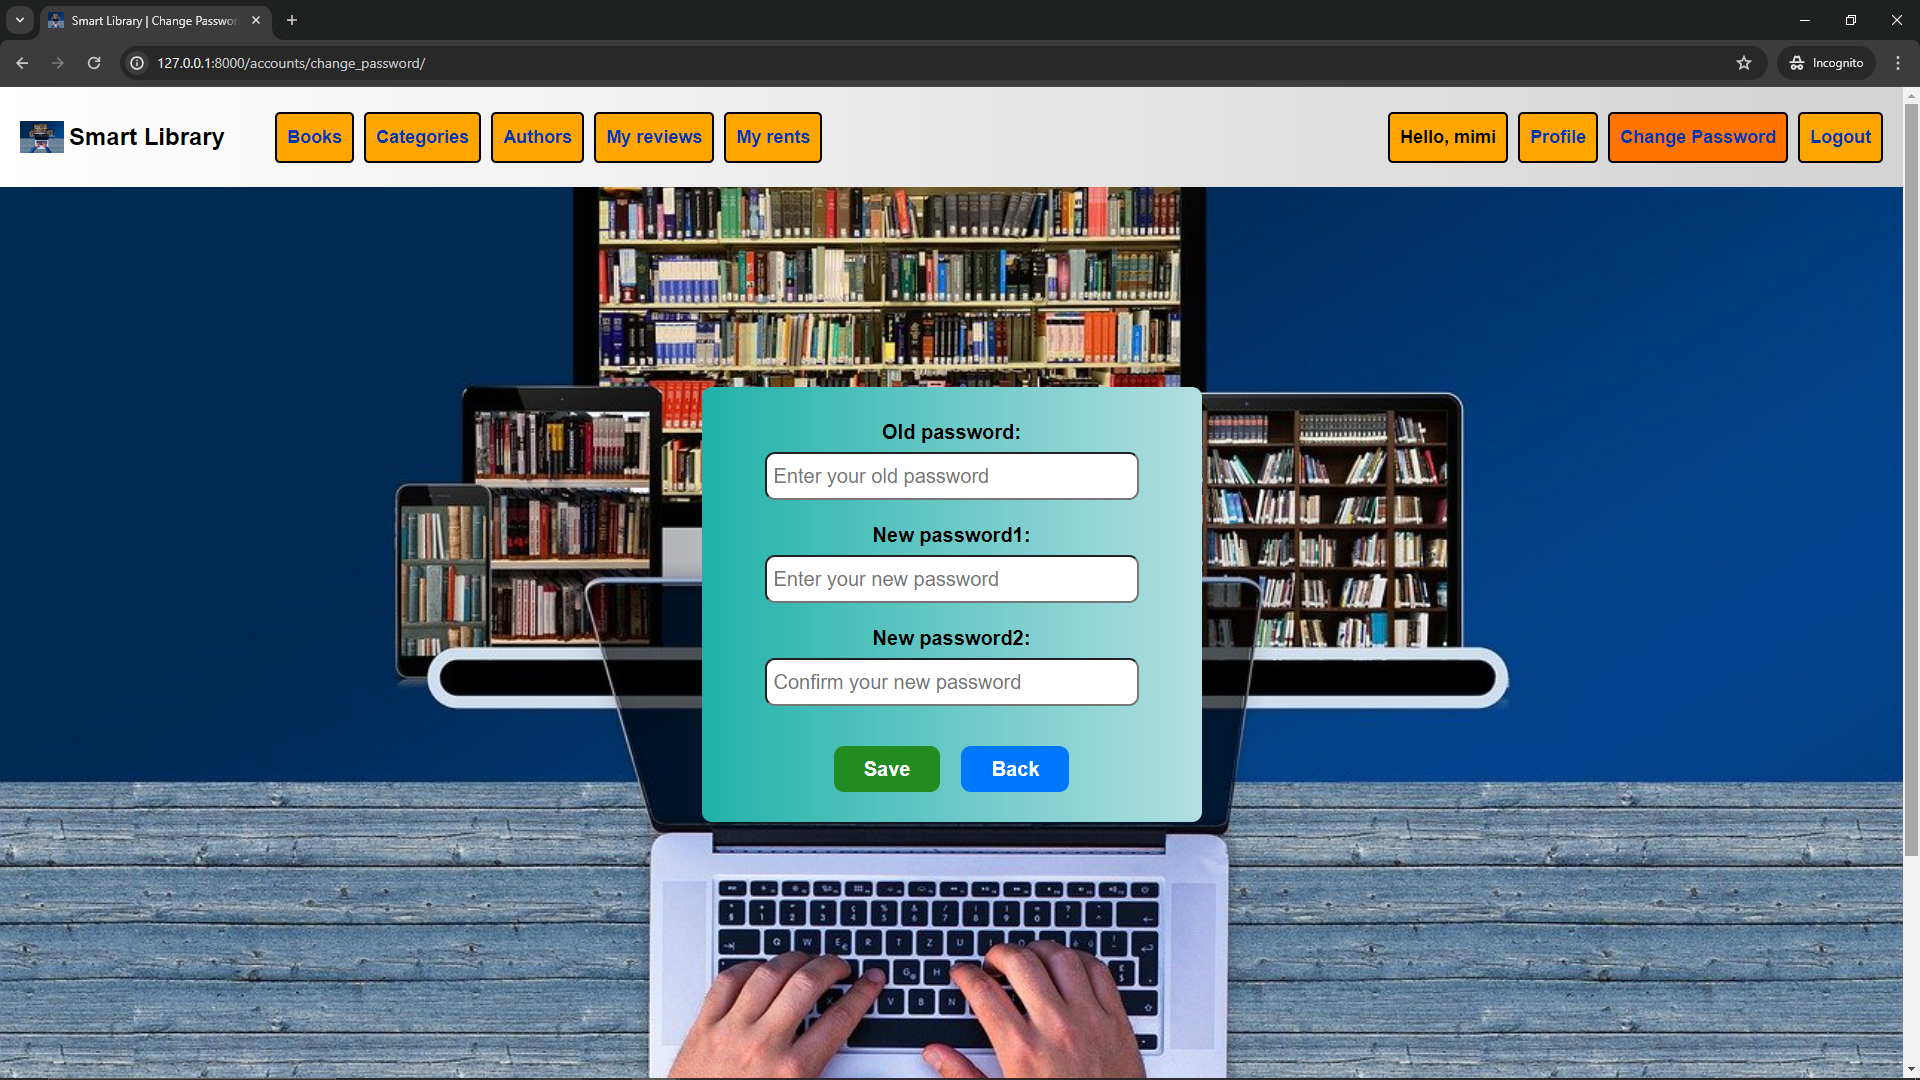 Smart Library | Change Passwor
127.0.0.1:8000/accounts/change_password/
Incognito
Smart Library
Books
Categories
Authors
My reviews
My rents
Hello, mimi
Profile
Change Password
Logout
Old password:
Enter your old password
New password1:
Enter your new password
New password2:
Confirm your new password
Save
Back